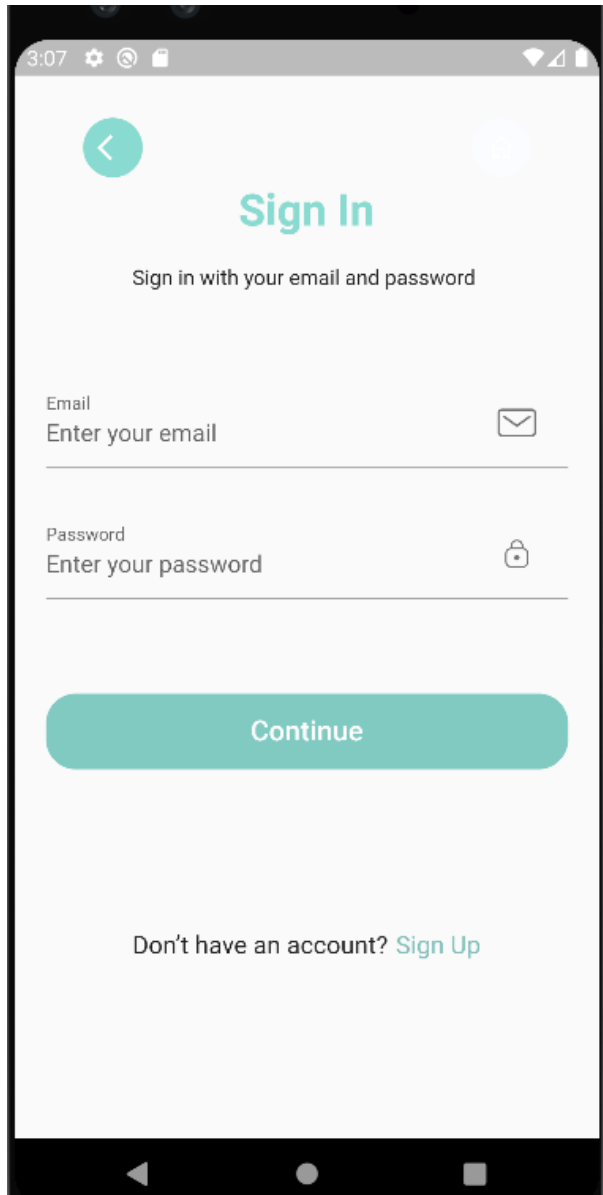 3:07
Sign In
Sign in with your email and password
Email
Enter your email
Password
Enter your password
Continue
Don’t have an account? Sign Up